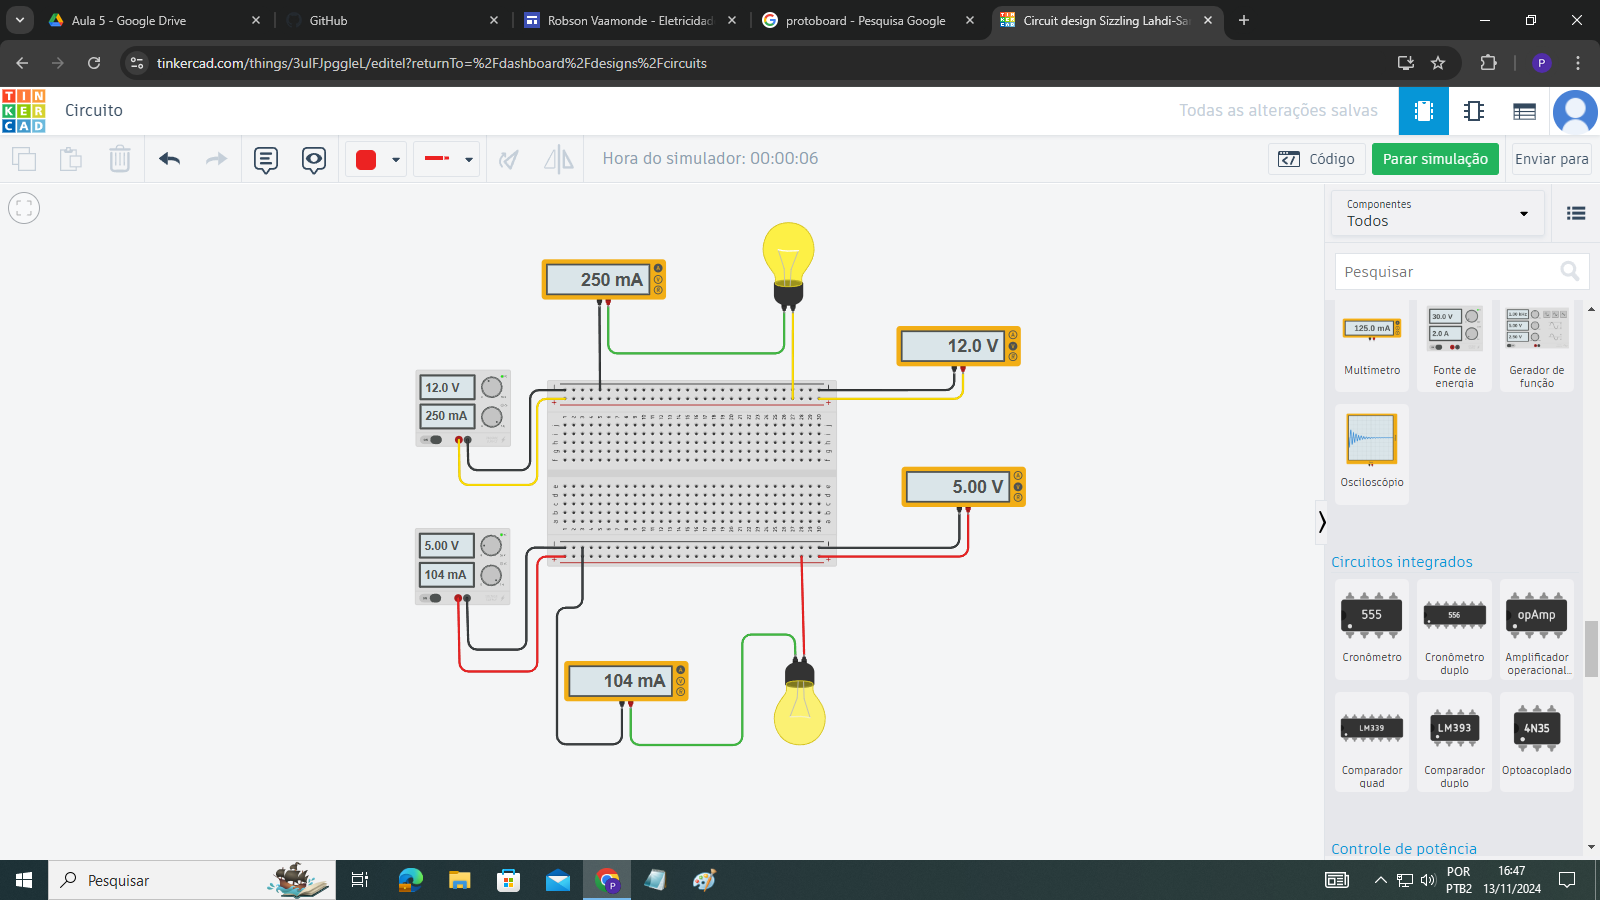 Aula 5 - Google Drive
GitHub
Robson Vaamonde - Eletricidad
protoboard - Pesquisa Google
Circuit design Sizzling Lahdi-Sa
tinkercad.com/things/3ulFJpggleL/editel?returnTo=%2Fdashboard%2Fdesigns%2Fcircuits
P
TIN
KER
CAD
Circuito
Todas as alterações salvas
Hora do simulador: 00:00:06
Código
Parar simulação
Enviar para
Componentes
Todos
Pesquisar
250 mA
12.0 V
12.0 V
250 mA
5.00 V
5.00 V
104 mA
104 mA
125.0 mA
30.0 V
2.0 A
Multímetro
Fonte de
energia
Gerador de
função
Osciloscópio
Circuitos integrados
555
556
opAmp
Cronômetro
Cronômetro
duplo
Amplificador
operacional...
LM339
LM393
4N35
Comparador
quad
Comparador
duplo
Optoacoplado
Controle de potência
Pesquisar
P
POR
PTB2
16:47
13/11/2024